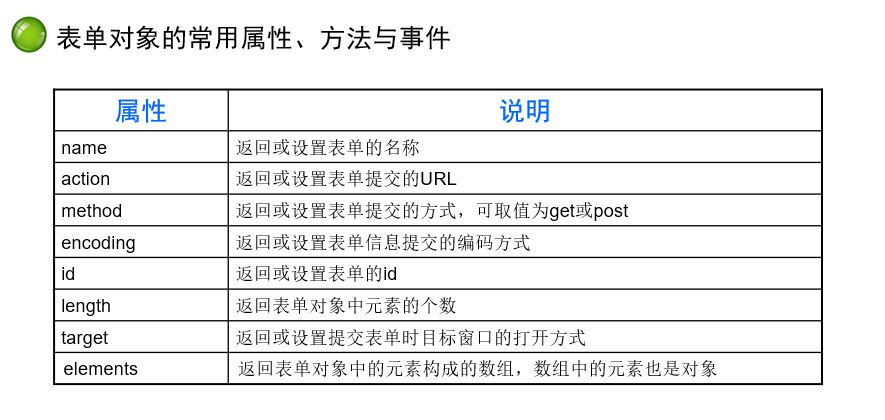 表单对象的常用属性、方法与事件
属性 说明
name 返回或设置表单的名称
action 返回或设置表单提交的URL
method 返回或设置表单提交的方式，可取值为get或post
encoding 返回或设置表单信息提交的编码方式
id 返回或设置表单的id
length 返回表单对象中元素的个数
target 返回或设置提交表单时目标窗口的打开方式
elements 返回表单对象中的元素构成的数组，数组中的元素也是对象